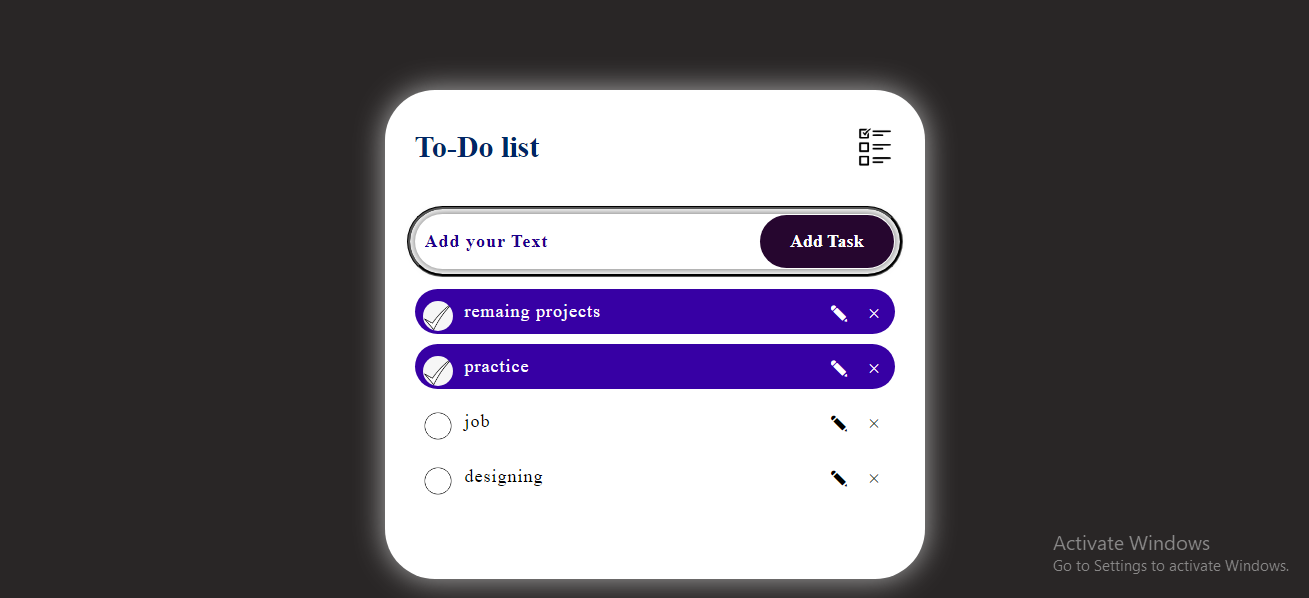 To-Do list
Add your Text
Add Task
remaing projects
practice
job
designing
Activate Windows
Go to Settings to activate Windows.